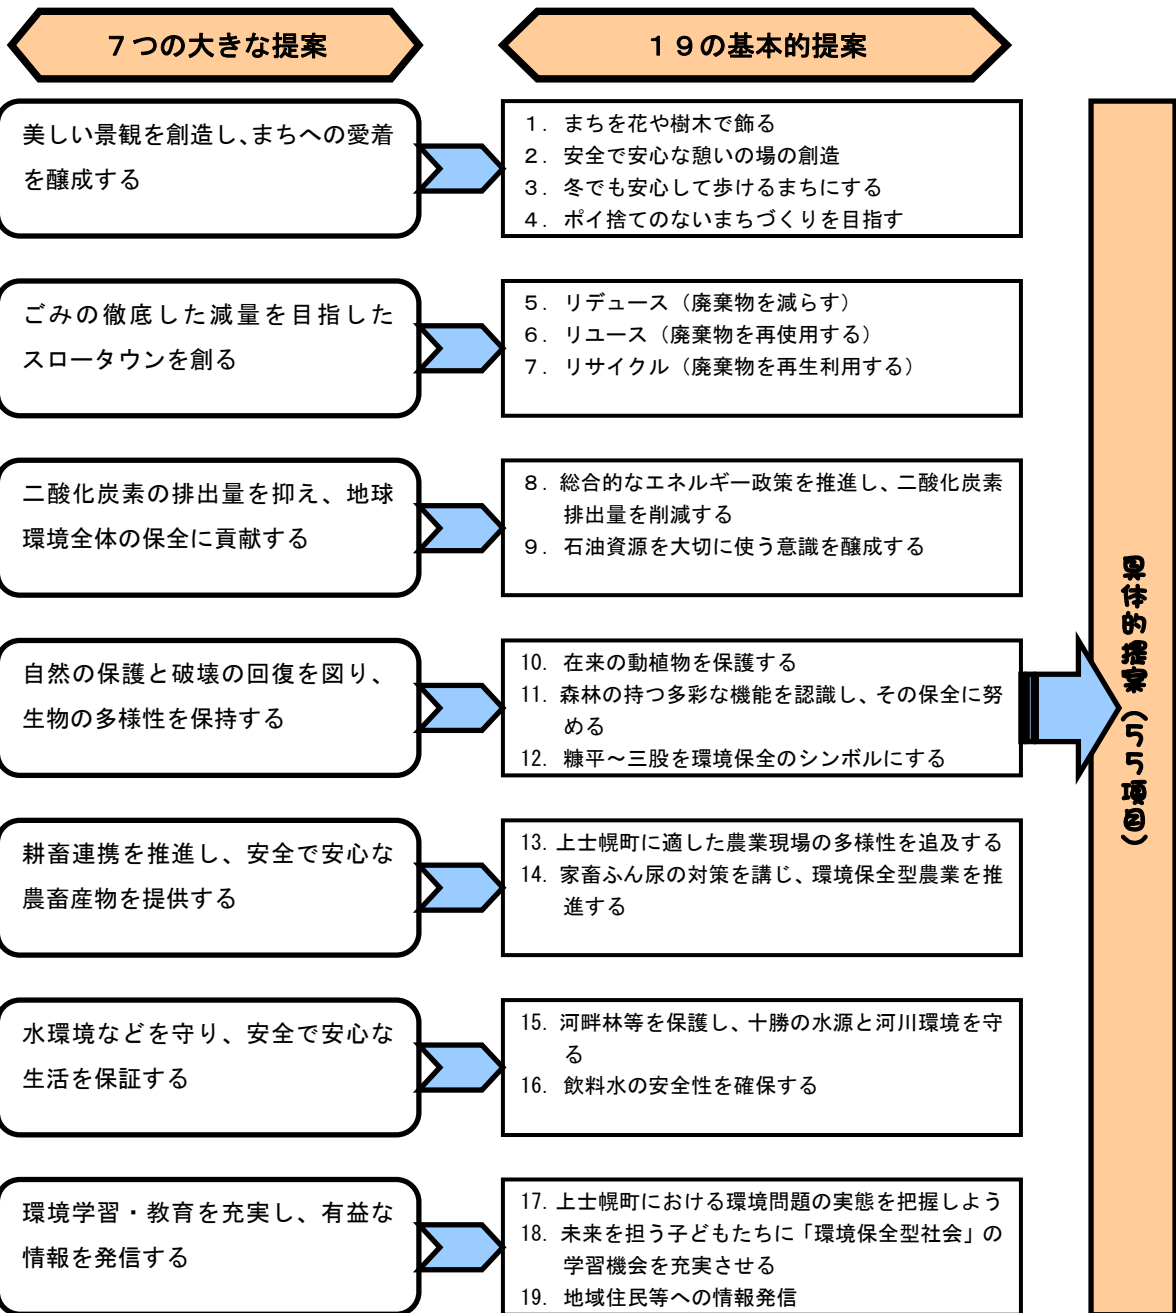 ７つの大きな提案
１９の基本的提案
美しい景観を創造し、まちへの愛着
を醸成する
１．まちを花や樹木で飾る
２．安全で安心な憩いの場の創造
３．冬でも安心して歩けるまちにする
４．ポイ捨てのないまちづくりを目指す
ごみの徹底した減量を目指した
スロータウンを創る
５．リデュース（廃棄物を減らす）
６．リユース（廃棄物を再使用する）
７．リサイクル（廃棄物を再生利用する）
二酸化炭素の排出量を抑え、地球
環境全体の保全に貢献する
８．総合的なエネルギー政策を推進し、二酸化炭素
排出量を削減する
９．石油資源を大切に使う意識を醸成する
自然の保護と破壊の回復を図り、
生物の多様性を保持する
10. 在来の動植物を保護する
11. 森林の持つ多彩な機能を認識し、その保全に努
める
12. 糠平～三股を環境保全のシンボルにする
耕畜連携を推進し、安全で安心な
農畜産物を提供する
13. 上士幌町に適した農業現場の多様性を追及する
14. 家畜ふん尿の対策を講じ、環境保全型農業を推
進する
水環境などを守り、安全で安心な
生活を保証する
15. 河畔林等を保護し、十勝の水源と河川環境を守
る
16. 飲料水の安全性を確保する
環境学習・教育を充実し、有益な
情報を発信する
17. 上士幌町における環境問題の実態を把握しよう
18. 未来を担う子どもたちに「環境保全型社会」の
学習機会を充実させる
19. 地域住民等への情報発信
具体的提案（５５項目）